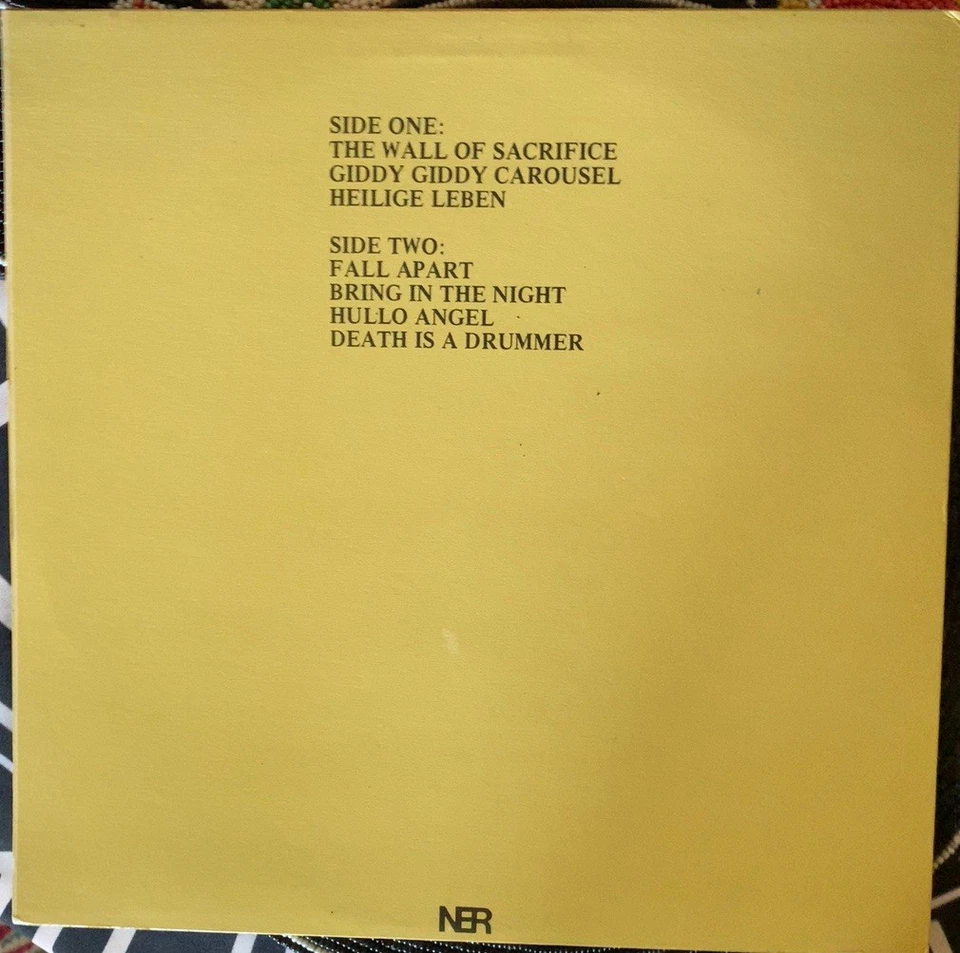 SIDE ONE:
THE WALL OF SACRIFICE
GIDDY GIDDY CAROUSEL
HEILIGE LEBEN
SIDE TWO:
FALL APART
BRING IN THE NIGHT
HULLO ANGEL
DEATH IS A DRUMMER
NER